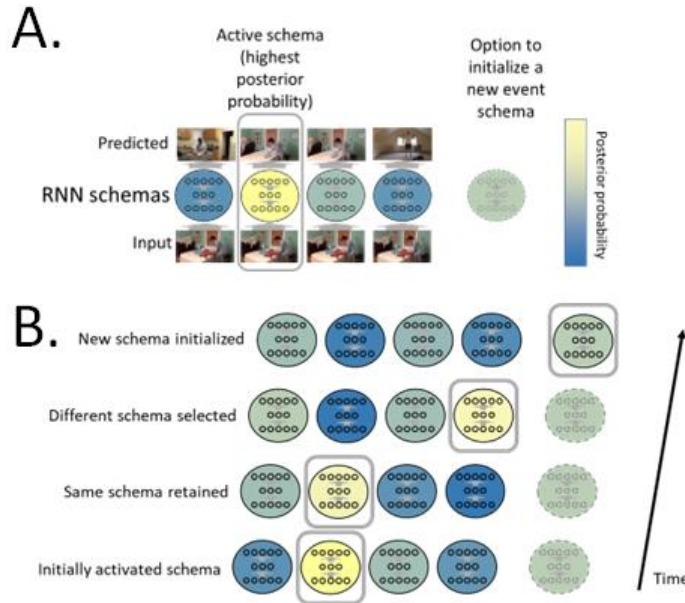 A.
Active schema
(highest
posterior
probability)
Option to
initialize a
new event
schema
Predicted
RNN schemas
Input
Posterior probability
B.
New schema initialized
Different schema selected
Same schema retained
Initially activated schema
Time